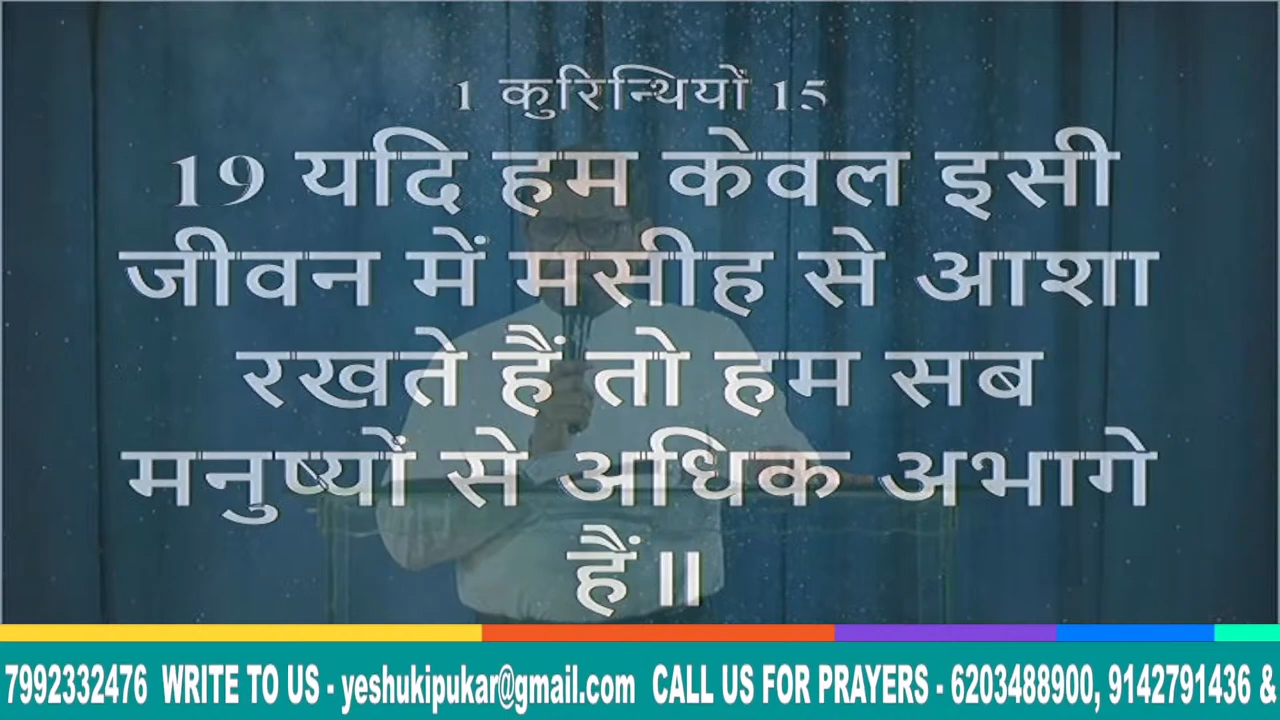 1 कुरिन्थियों 15
19 यदि हम केवल इसी
जीवन में मसीह से आशा
रखते हैं तो हम सब
मनुष्यों से अधिक अभागे
हैं॥
7992332476 WRITE TO US - yeshukipukar@gmail.com CALL US FOR PRAYERS - 6203488900, 9142791436 &